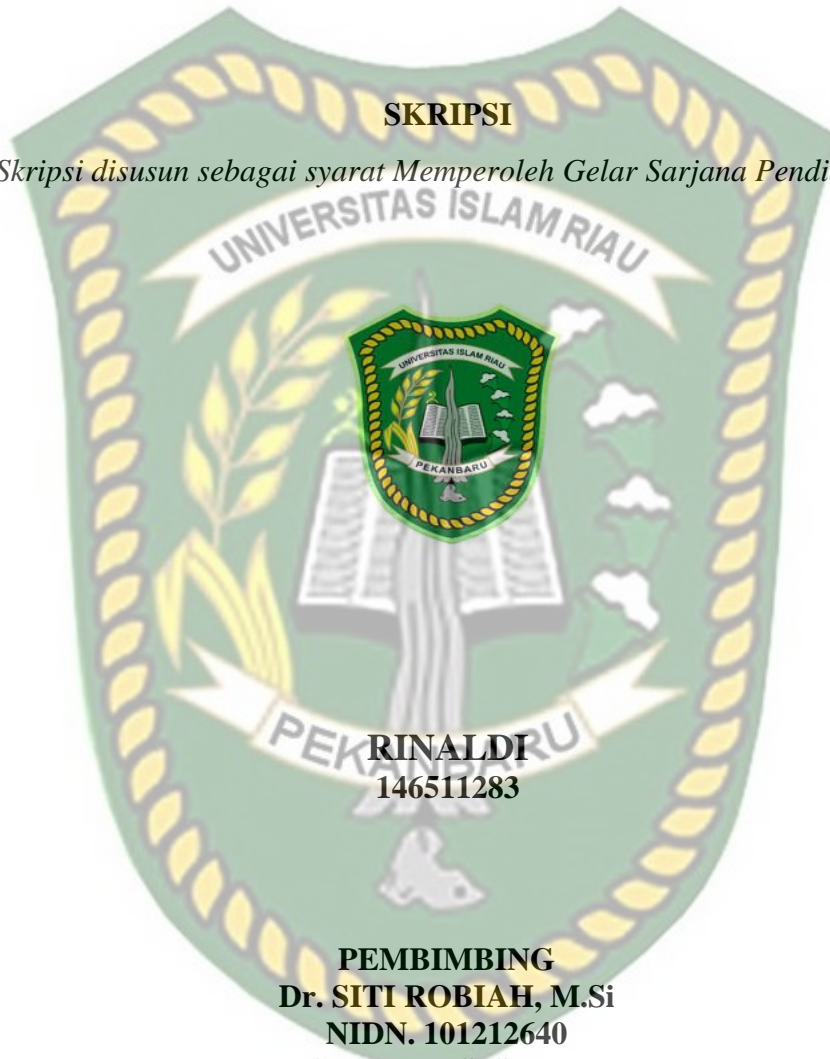 SKRIPSI
Skripsi disusun sebagai syarat Memperoleh Gelar Sarjana
UNIVERSITAS ISLAM RIAU
UNIVERSITAS ISLAM RIAU
PEKANBARU
PEKANBARU
RINALDI
146511283
PEMBIMBING
Dr. SITI ROBIAH, M.Si
NIDN. 101212640